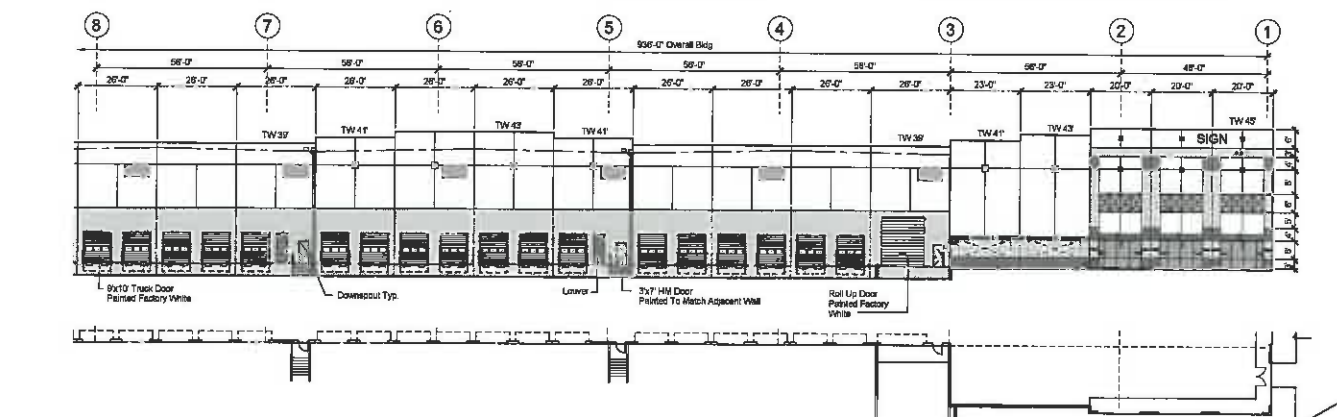 8 7 6 5 4 3 2 1
936'-0" Overall Bldg
56'-0" 56'-0" 56'-0" 56'-0" 56'-0" 56'-0" 48'-0"
26'-0" 26'-0" 26'-0" 26'-0" 26'-0" 26'-0" 26'-0" 26'-0" 26'-0" 26'-0" 26'-0" 23'-0" 23'-0" 20'-0" 20'-0" 20'-0"
TW 39' TW 41' TW 43' TW 41' TW 39' TW 41' TW 43' TW 45'
SIGN
9'x10' Truck Door
Painted Factory
White
Downspout Typ.
Louver
3'x7' HM Door
Painted To Match Adjacent Wall
Roll Up Door
Painted Factory
White